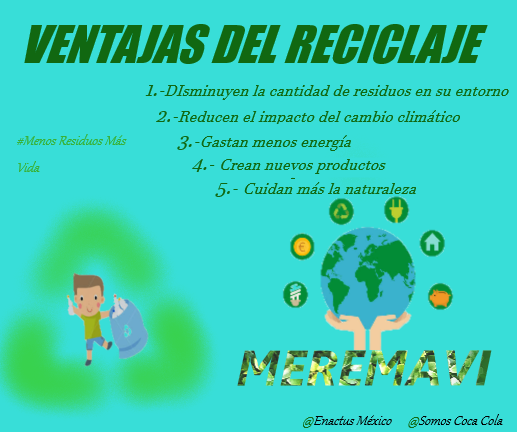 VENTAJAS DEL RECICLAJE
1.-DIsminuyen la cantidad de residuos en su entorno
2.-Reducen el impacto del cambio climático
3.-Gastan menos energía
4.- Crean nuevos productos
5.- Cuidan más la naturaleza
#Menos Residuos Más
Vida
MEREMAVI
@Enactus México @Somos Coca Cola